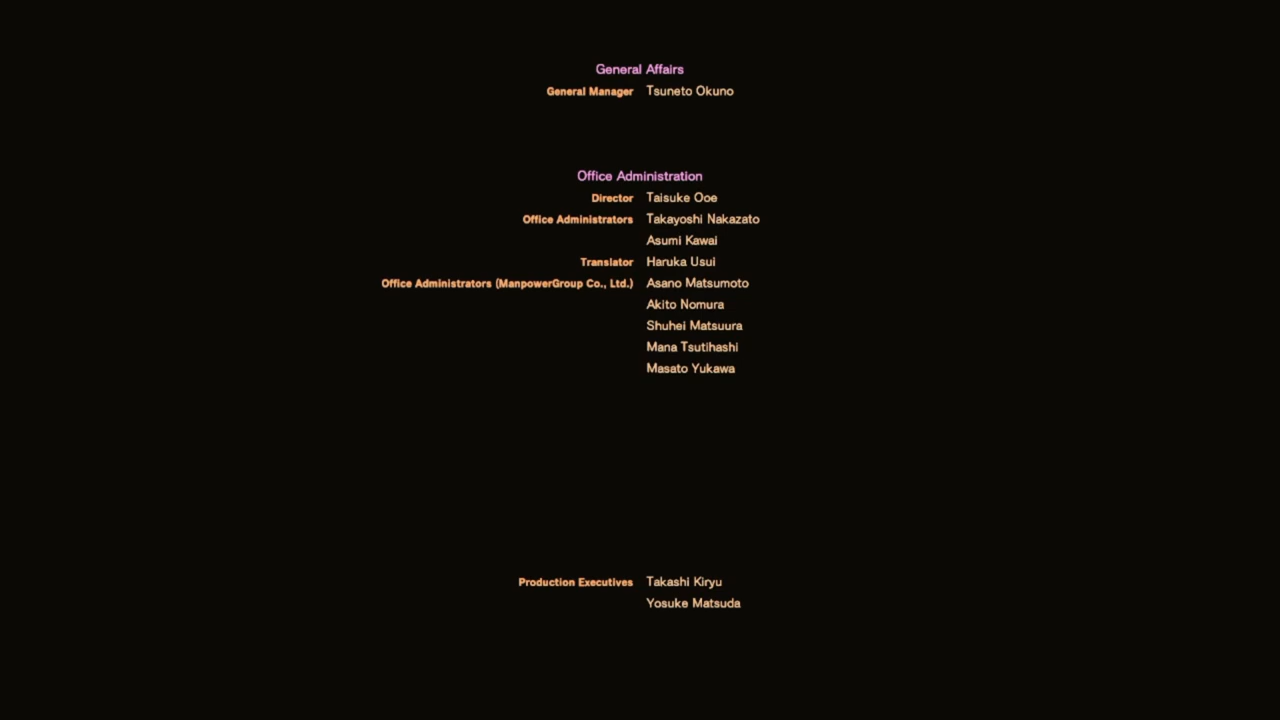 General Affairs
General Manager Tsuneto Okuno
Office Administration
Director Taisuke Ooe
Office Administrators Takayoshi Nakazato
Asumi Kawai
Translator Haruka Usui
Office Administrators (ManpowerGroup Co., Ltd.) Asano Matsumoto
Akito Nomura
Shuhei Matsuura
Mana Tsutihashi
Masato Yukawa
Production Executives Takashi Kiryu
Yosuke Matsuda